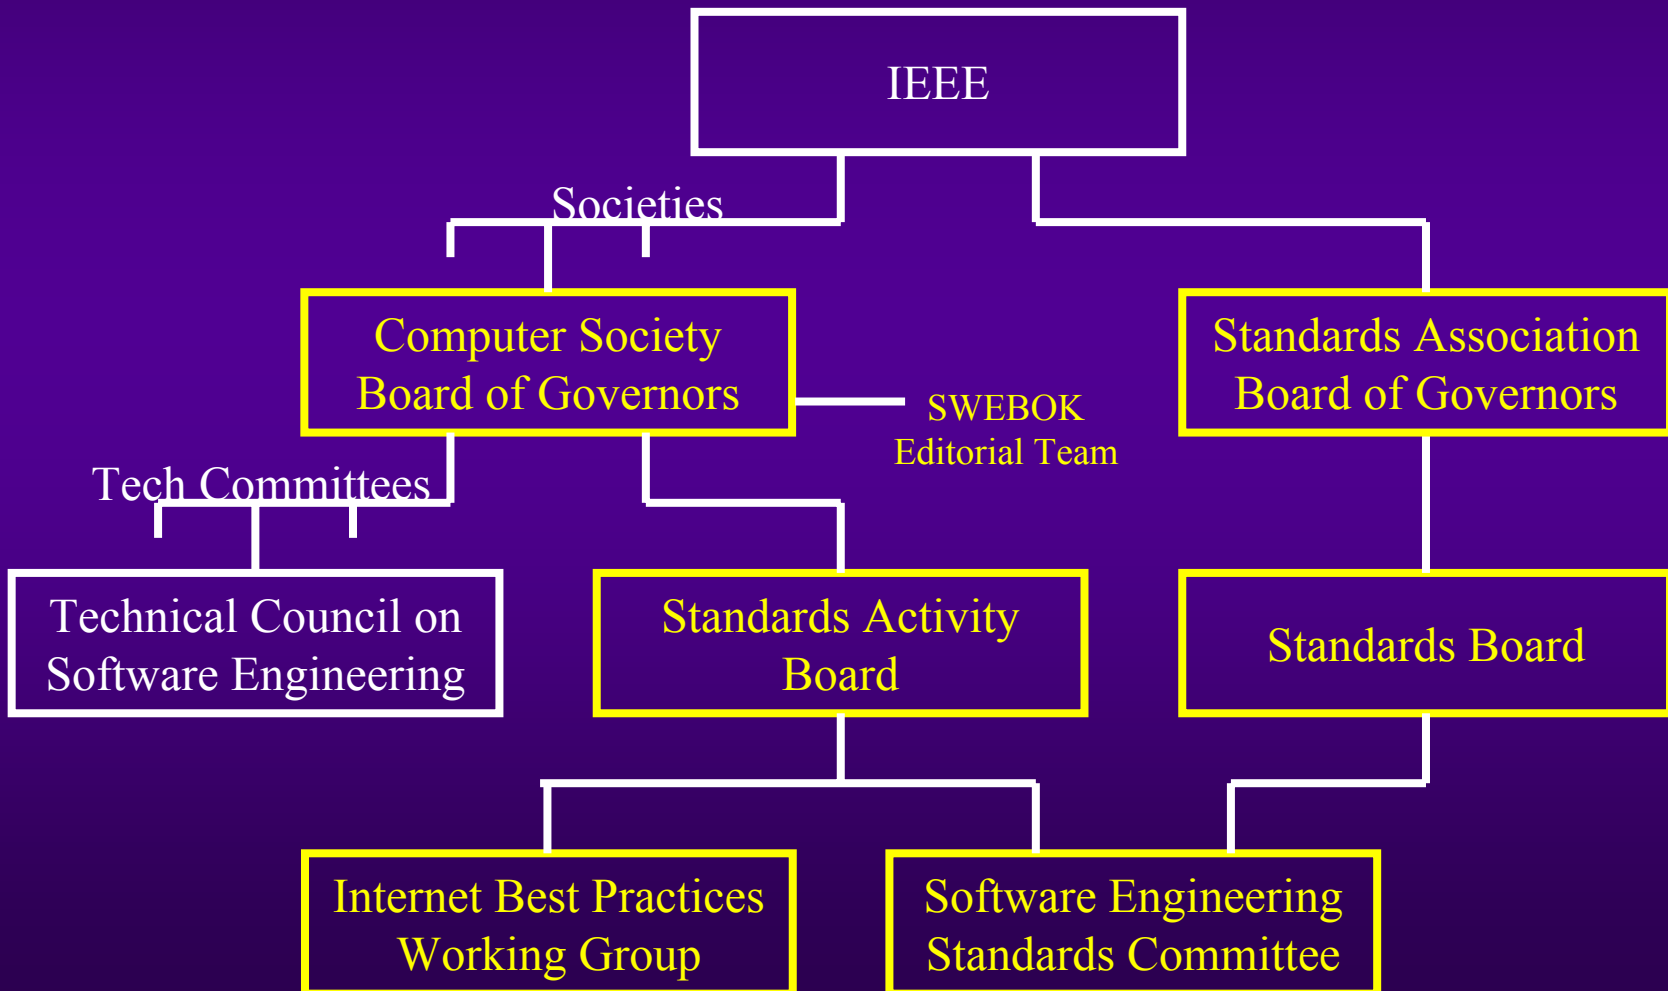 IEEE
Societies
Computer Society
Board of Governors
Standards Association
Board of Governors
SWEBOK
Editorial Team
Tech Committees
Technical Council on
Software Engineering
Standards Activity
Board
Standards Board
Internet Best Practices
Working Group
Software Engineering
Standards Committee